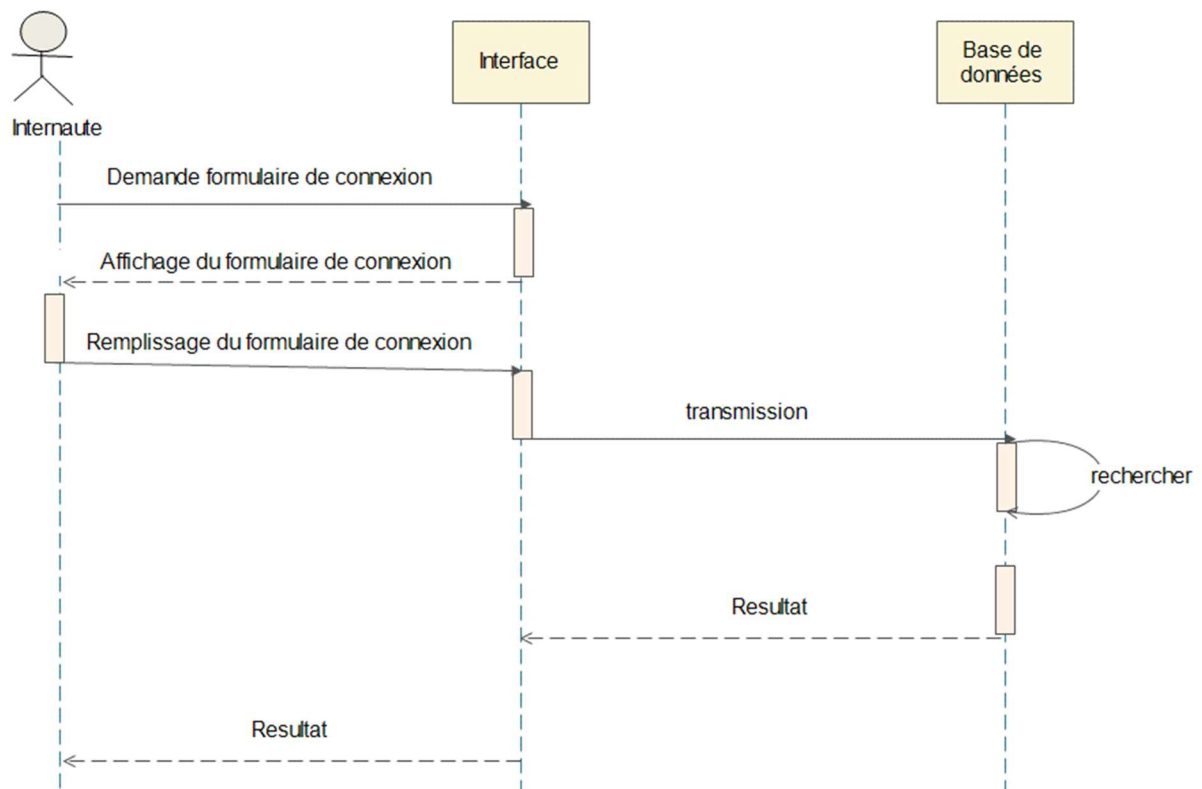 Interface
Base de
données
Internaute
Demande formulaire de connexion
Affichage du formulaire de connexion
Remplissage du formulaire de connexion
transmission
rechercher
Resultat
Resultat